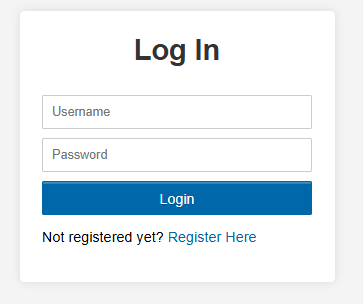 Log In
Username
Password
Login
Not registered yet? Register Here